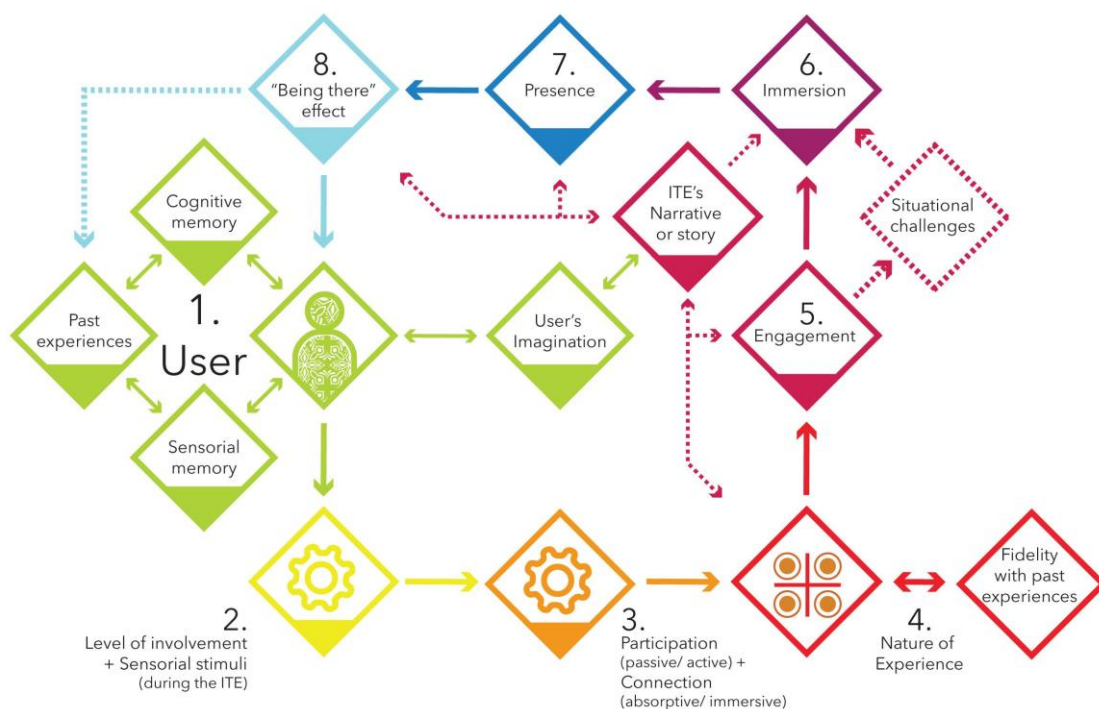 8.
"Being there"
effect
7.
Presence
6.
Immersion
Cognitive
memory
ITE's
Narrative
or story
Situational
challenges
Past
experiences
1.
User
User's
Imagination
5.
Engagement
Sensorial
memory
2.
Level of involvement
+ Sensorial stimuli
(during the ITE)
3.
Participation
(passive/ active) +
Connection
(absorptive/ immersive)
4.
Nature of
Experience
Fidelity
with past
experiences